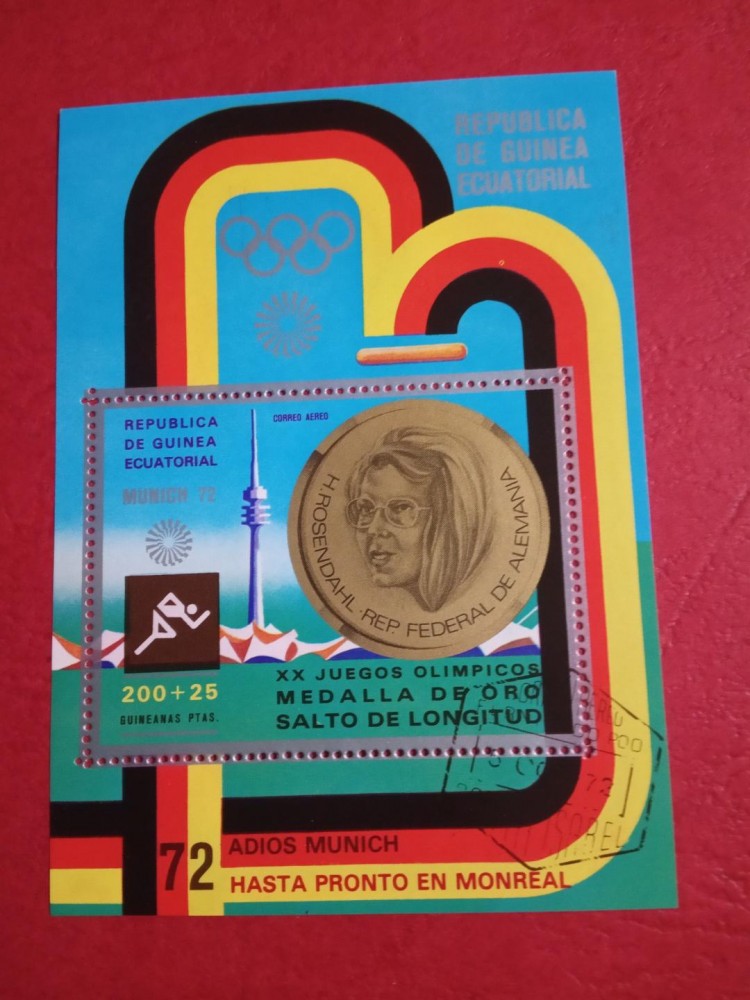 REPUBLICA
DE GUINEA
ECUATORIAL
REPUBLICA
DE GUINEA
ECUATORIAL
CORREO AEREO
MUNICH 72
H.ROSENDAHL·REP. FEDERAL DE ALEMANIA
200+25
GUINEANAS PTAS.
XX JUEGOS OLIMPICOS
MEDALLA DE ORO
SALTO DE LONGITUD
72
ADIOS MUNICH
HASTA PRONTO EN MONREAL